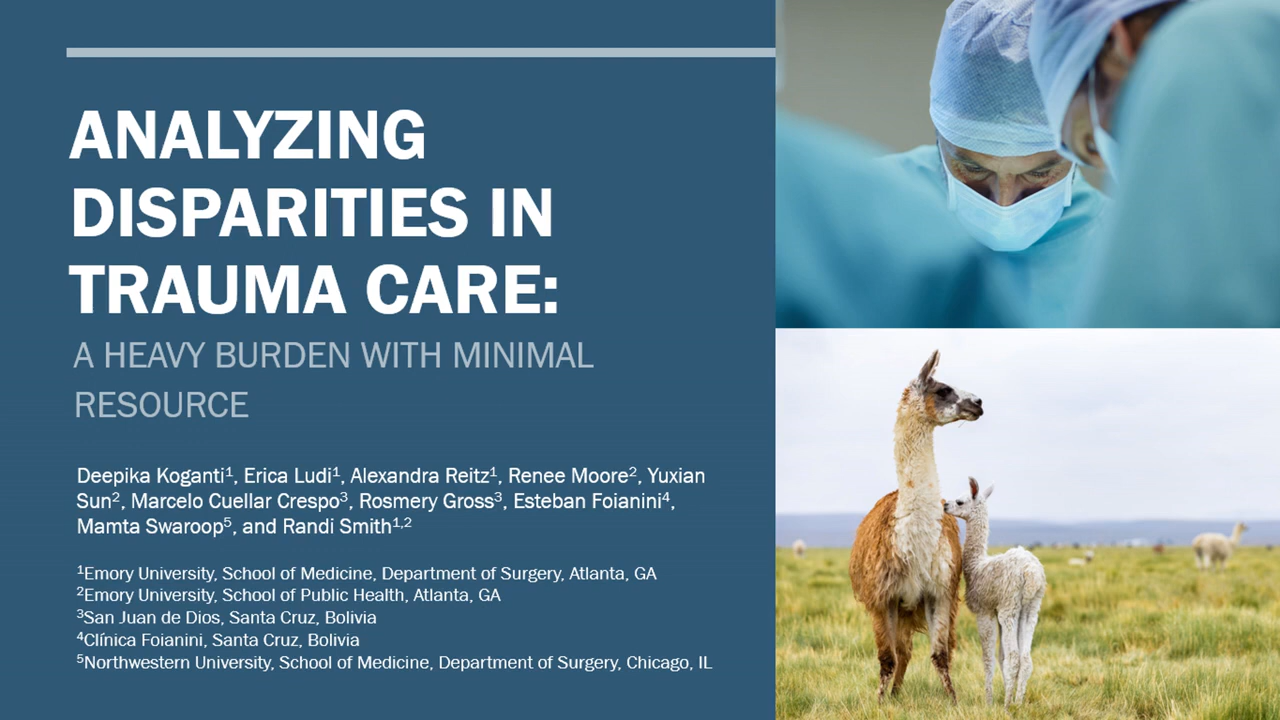 ANALYZING
DISPARITIES IN
TRAUMA CARE:
A HEAVY BURDEN WITH MINIMAL
RESOURCE
Deepika Koganti¹, Erica Ludi¹, Alexandra Reitz¹, Renee Moore², Yuxian
Sun², Marcelo Cuellar Crespo³, Rosmery Gross³, Esteban Foianini⁴,
Mamta Swaroop⁵, and Randi Smith¹,²
¹Emory University, School of Medicine, Department of Surgery, Atlanta, GA
²Emory University, School of Public Health, Atlanta, GA
³San Juan de Dios, Santa Cruz, Bolivia
⁴Clínica Foianini, Santa Cruz, Bolivia
⁵Northwestern University, School of Medicine, Department of Surgery, Chicago, IL